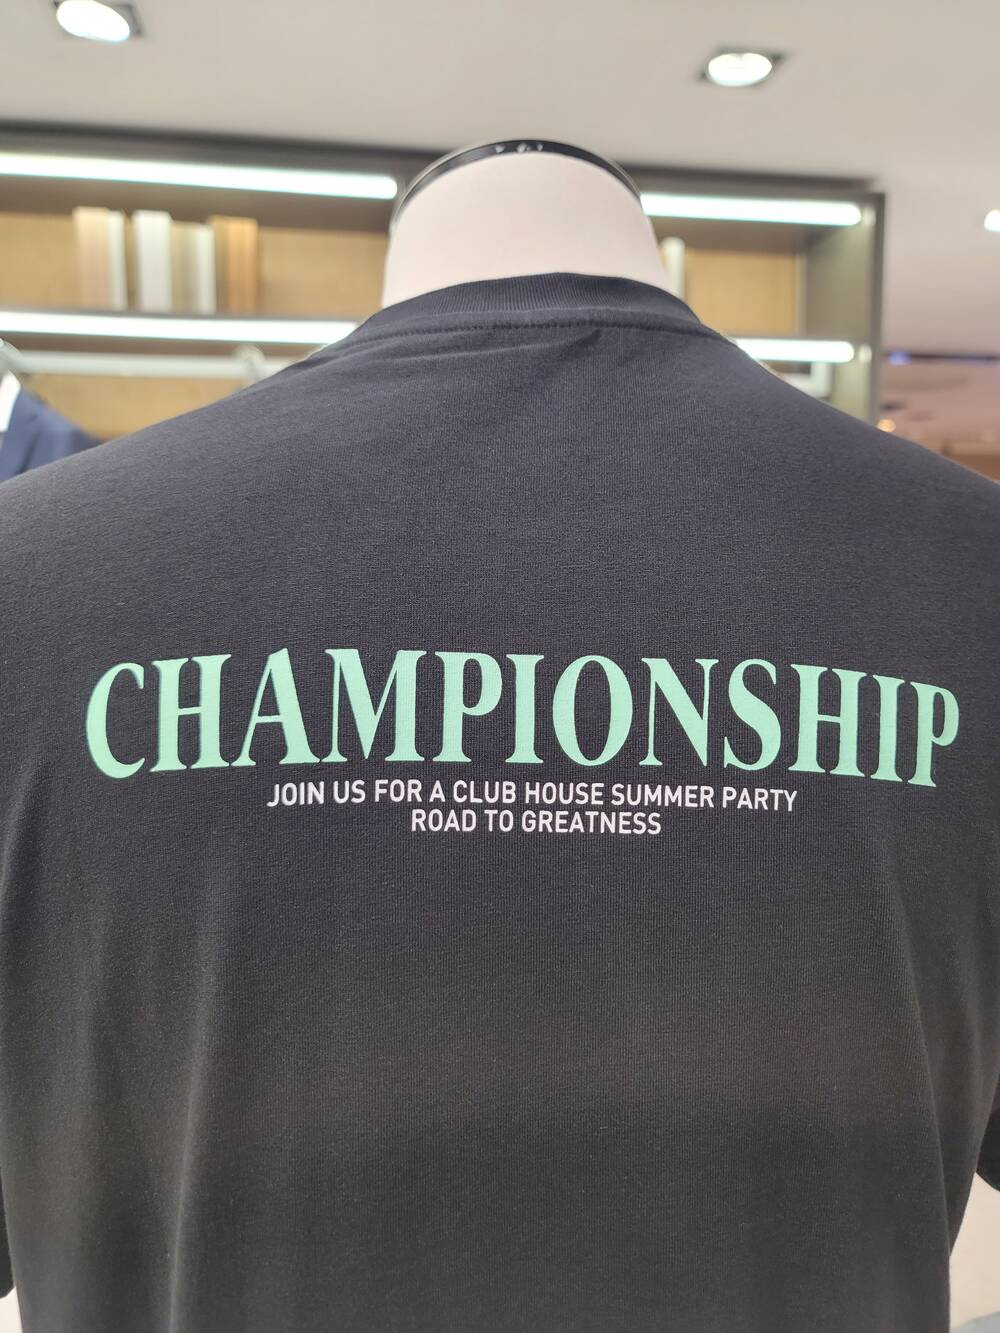 CHAMPIONSHIP
JOIN US FOR A CLUB HOUSE SUMMER PARTY
ROAD TO GREATNESS